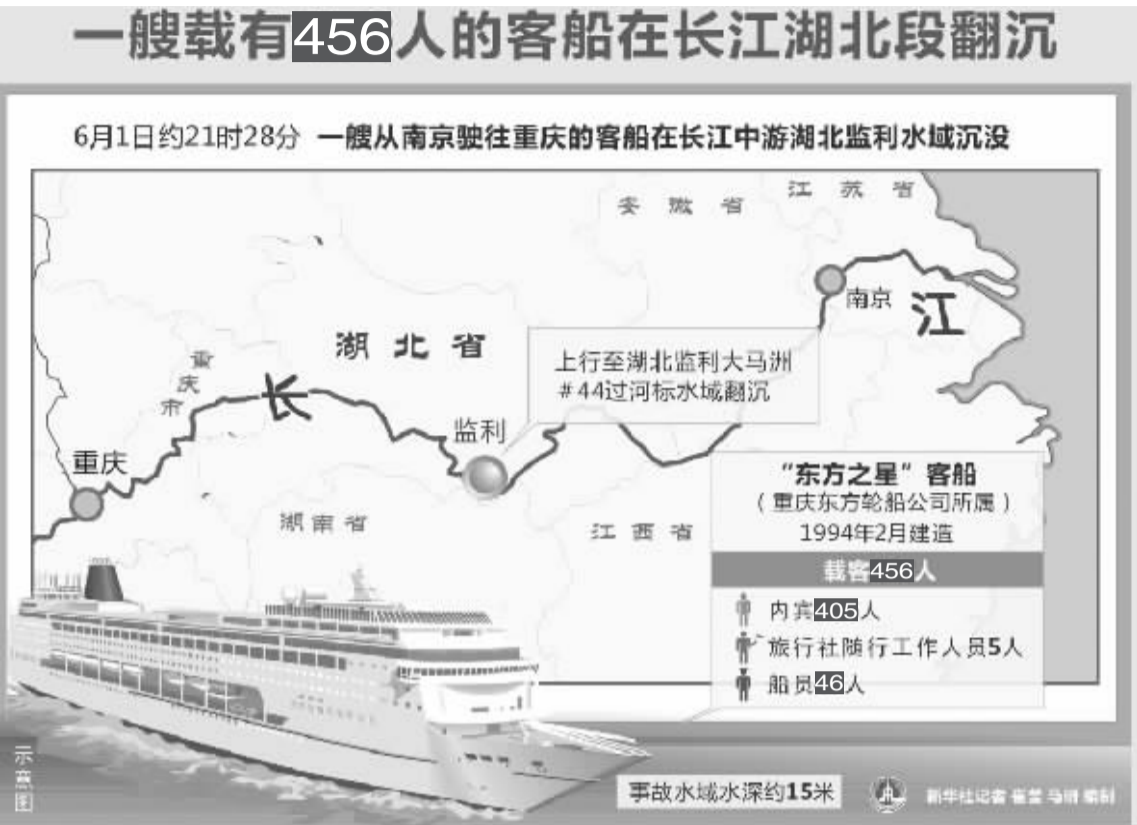 一艘载有456人的客船在长江湖北段翻沉
6月1日约21时28分 一艘从南京驶往重庆的客船在长江中游湖北监利水域沉没
江苏省
安徽省
南京
江
湖北省
上行至湖北监利大马洲
#44过河标水域翻沉
重庆市
长
监利
重庆
湖南省
江西省
“东方之星”客船
（重庆东方轮船公司所属）
1994年2月建造
载客456人
内宾405人
旅行社随行工作人员5人
船员46人
示意图
事故水域水深约15米
新华社记者 崔莹 马研 编制